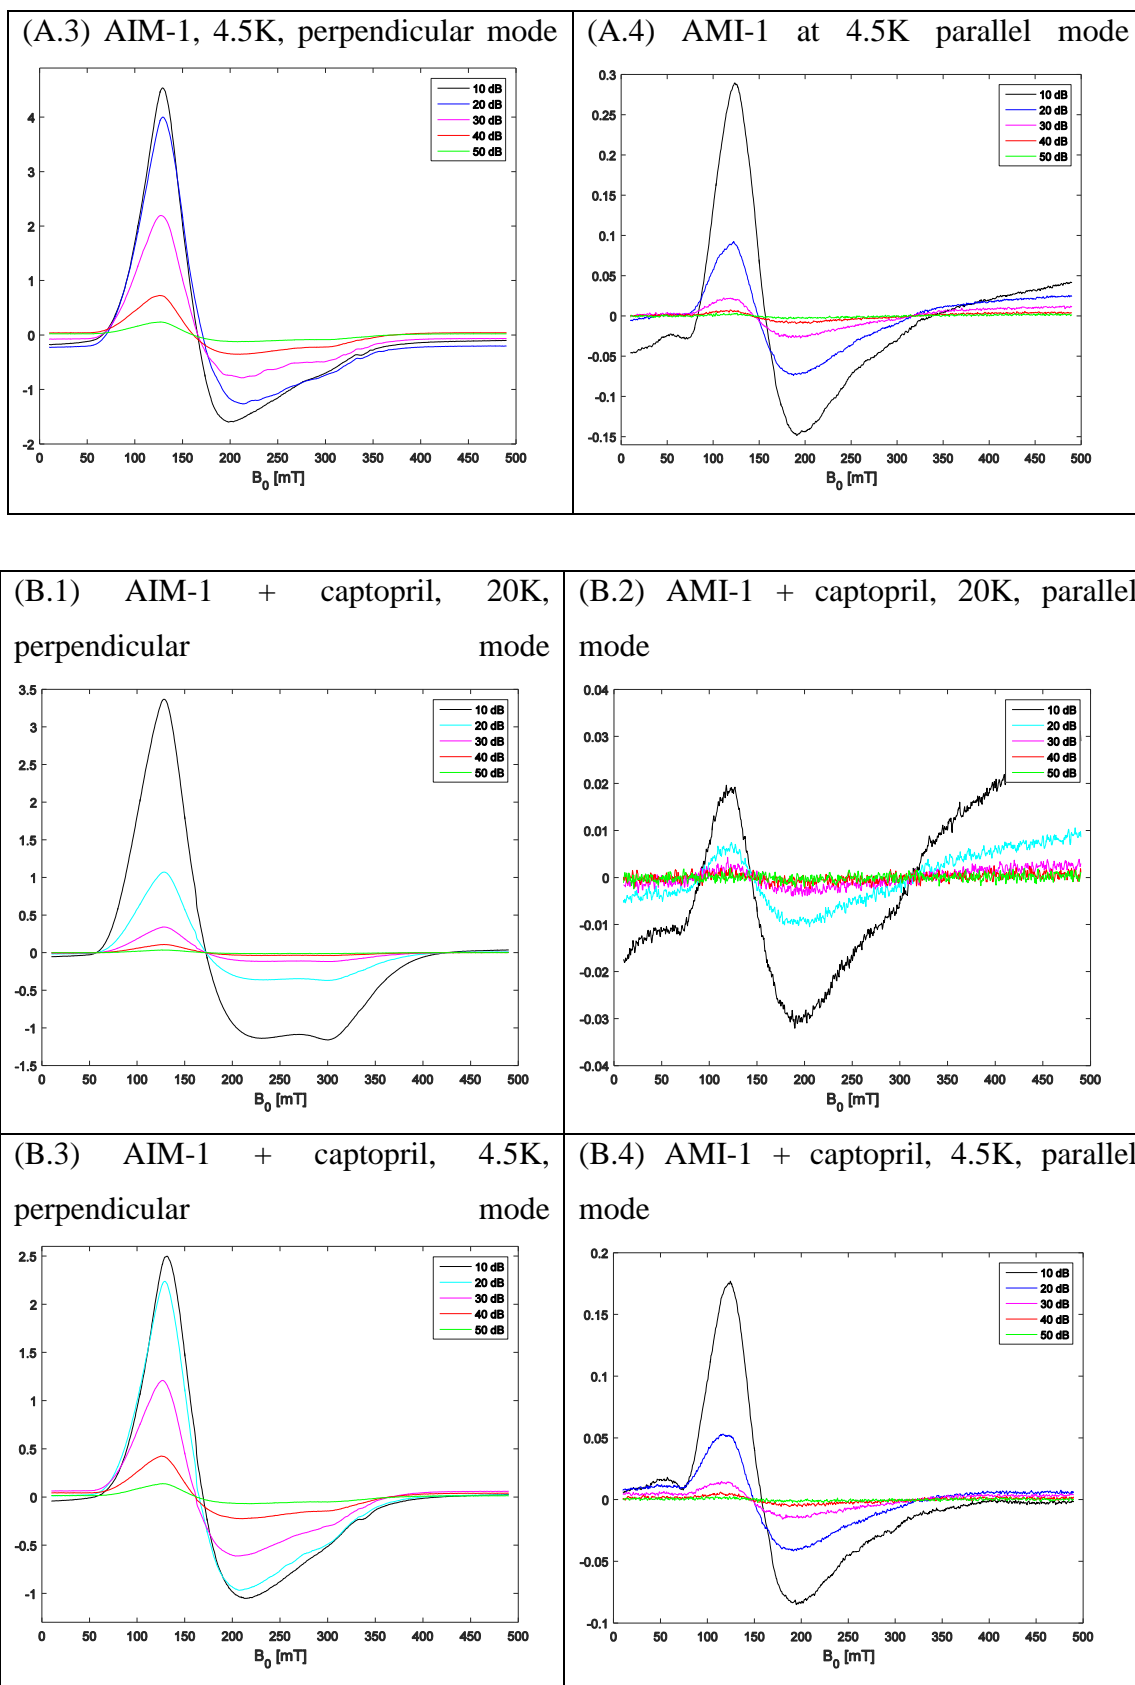 (A.3) AIM-1, 4.5K, perpendicular mode
10 dB
20 dB
30 dB
40 dB
50 dB
4
3
2
1
0
-1
-2
0 50 100 150 200 250 300 350 400 450 500
B0 [mT]
(A.4) AMI-1 at 4.5K parallel mode
10 dB
20 dB
30 dB
40 dB
50 dB
0.3
0.25
0.2
0.15
0.1
0.05
0
-0.05
-0.1
-0.15
0 50 100 150 200 250 300 350 400 450 500
B0 [mT]
(B.1) AIM-1 + captopril, 20K,
perpendicular mode
10 dB
20 dB
30 dB
40 dB
50 dB
3.5
3
2.5
2
1.5
1
0.5
0
-0.5
-1
-1.5
0 50 100 150 200 250 300 350 400 450 500
B0 [mT]
(B.2) AMI-1 + captopril, 20K, parallel
mode
10 dB
20 dB
30 dB
40 dB
50 dB
0.04
0.03
0.02
0.01
0
-0.01
-0.02
-0.03
-0.04
0 50 100 150 200 250 300 350 400 450 500
B0 [mT]
(B.3) AIM-1 + captopril, 4.5K,
perpendicular mode
10 dB
20 dB
30 dB
40 dB
50 dB
2.5
2
1.5
1
0.5
0
-0.5
-1
0 50 100 150 200 250 300 350 400 450 500
B0 [mT]
(B.4) AMI-1 + captopril, 4.5K, parallel
mode
10 dB
20 dB
30 dB
40 dB
50 dB
0.2
0.15
0.1
0.05
0
-0.05
-0.1
0 50 100 150 200 250 300 350 400 450 500
B0 [mT]